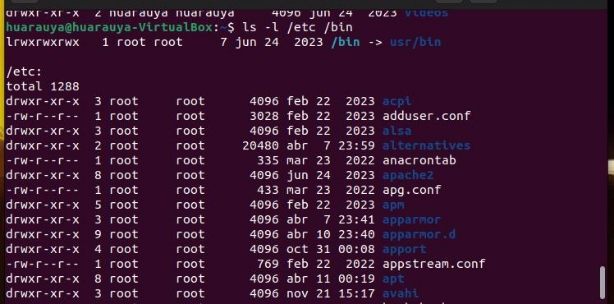 drwxr-xr-x 2 huarauya huarauya 4096 jun 24 2023 Videos
huarauya@huarauya-VirtualBox:~$ ls -l /etc /bin
lrwxrwxrwx 1 root root 7 jun 24 2023 /bin -> usr/bin
/etc:
total 1288
drwxr-xr-x 3 root root 4096 feb 22 2023 acpi
-rw-r--r-- 1 root root 3028 feb 22 2023 adduser.conf
drwxr-xr-x 3 root root 4096 feb 22 2023 alsa
drwxr-xr-x 2 root root 20480 abr 7 23:59 alternatives
-rw-r--r-- 1 root root 335 mar 23 2022 anacrontab
drwxr-xr-x 8 root root 4096 jun 24 2023 apache2
-rw-r--r-- 1 root root 433 mar 23 2022 apg.conf
drwxr-xr-x 5 root root 4096 feb 22 2023 apm
drwxr-xr-x 3 root root 4096 abr 7 23:41 apparmor
drwxr-xr-x 9 root root 4096 abr 10 23:40 apparmor.d
drwxr-xr-x 4 root root 4096 oct 31 00:08 apport
-rw-r--r-- 1 root root 769 feb 22 2022 appstream.conf
drwxr-xr-x 8 root root 4096 abr 11 00:19 apt
drwxr-xr-x 3 root root 4096 nov 21 15:17 avahi